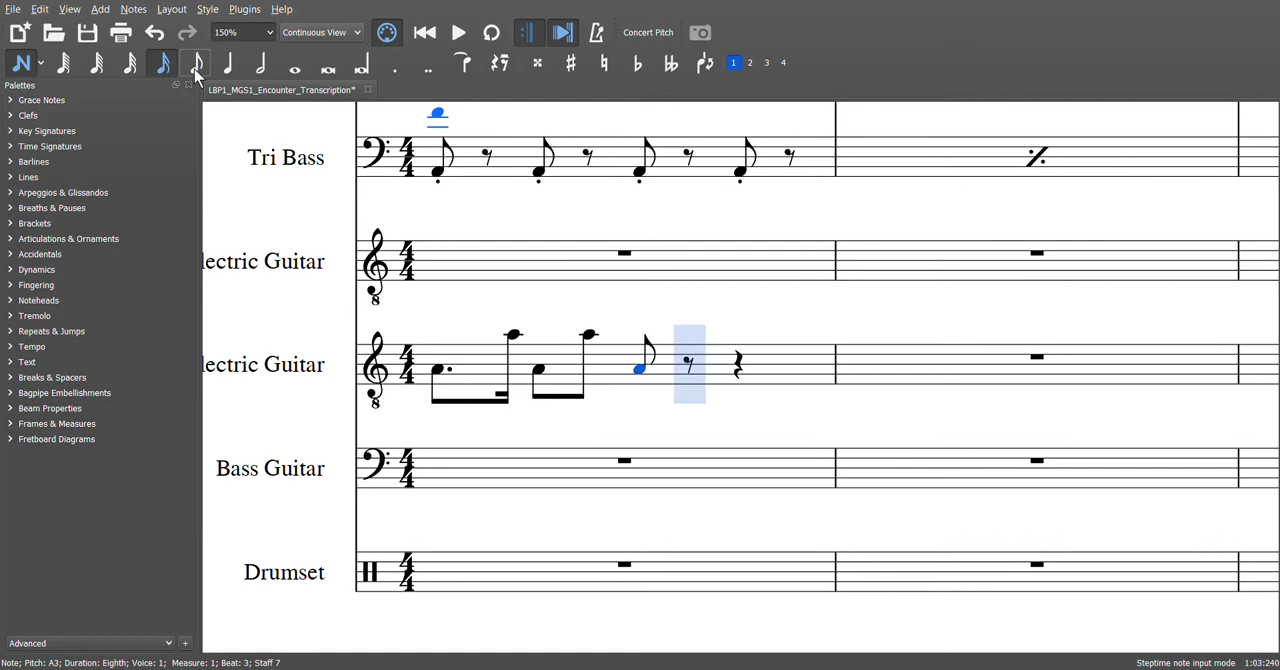 File Edit View Add Notes Layout Style Plugins Help
150% Continuous View Concert Pitch
1 2 3 4
Palettes
LBP1_MGS1_Encounter_Transcription*
Grace Notes
Clefs
Key Signatures
Time Signatures
Barlines
Lines
Arpeggios & Glissandos
Breaths & Pauses
Brackets
Articulations & Ornaments
Accidentals
Dynamics
Fingering
Noteheads
Tremolo
Repeats & Jumps
Tempo
Text
Breaks & Spacers
Bagpipe Embellishments
Beam Properties
Frames & Measures
Fretboard Diagrams
Tri Bass
lectric Guitar
lectric Guitar
Bass Guitar
Drumset
Advanced
Note; Pitch: A3; Duration: Eighth; Voice: 1; Measure: 1; Beat: 3; Staff 7
Steptime note input mode 1:03:240